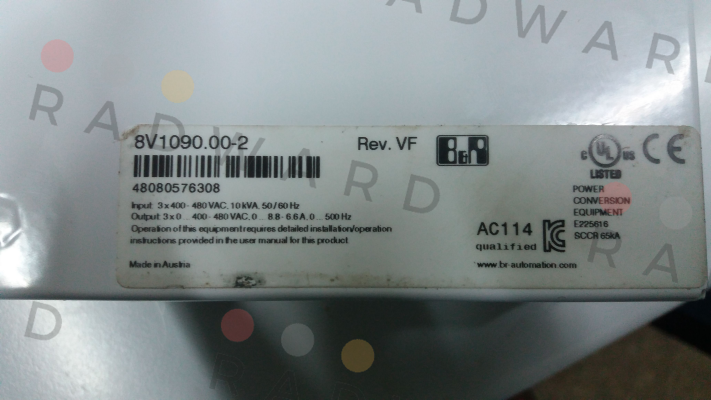 RADWARD
RADWARD
8V1090.00-2
Rev. VF
B&R
C UL US
LISTED
CE
48080576308
Input: 3 x 400 - 480 VAC, 10 kVA, 50 / 60 Hz
Output: 3 x 0 ... 400 - 480 VAC, 0 ... 8.8 - 6.6 A, 0 ... 500 Hz
Operation of this equipment requires detailed installation/operation
instructions provided in the user manual for this product.
Made in Austria
AC114
qualified
www.br-automation.com
POWER
CONVERSION
EQUIPMENT
E225616
SCCR 65kA
RADWARD